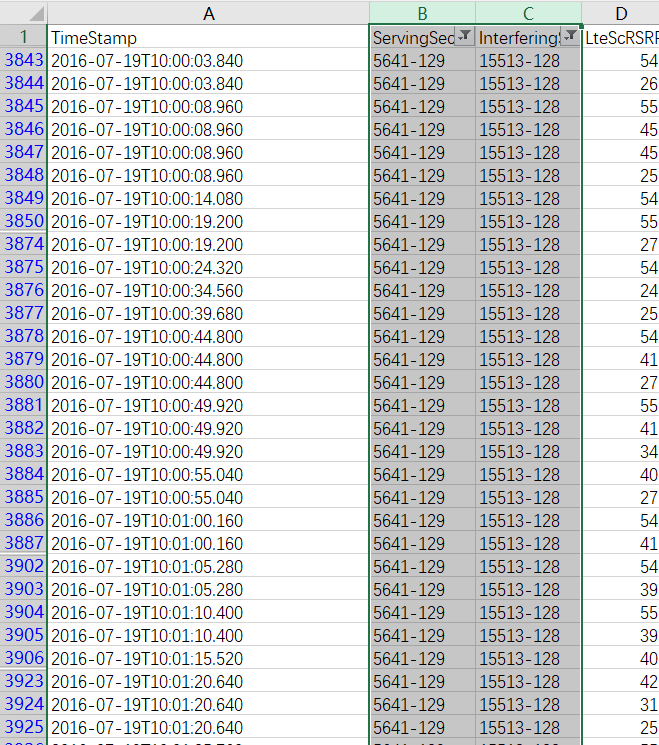 A B C D
1 TimeStamp ServingSec Interfering LteScRSRP
3843 2016-07-19T10:00:03.840 5641-129 15513-128 54
3844 2016-07-19T10:00:03.840 5641-129 15513-128 26
3845 2016-07-19T10:00:08.960 5641-129 15513-128 55
3846 2016-07-19T10:00:08.960 5641-129 15513-128 45
3847 2016-07-19T10:00:08.960 5641-129 15513-128 45
3848 2016-07-19T10:00:08.960 5641-129 15513-128 25
3849 2016-07-19T10:00:14.080 5641-129 15513-128 54
3850 2016-07-19T10:00:19.200 5641-129 15513-128 55
3874 2016-07-19T10:00:19.200 5641-129 15513-128 27
3875 2016-07-19T10:00:24.320 5641-129 15513-128 54
3876 2016-07-19T10:00:34.560 5641-129 15513-128 24
3877 2016-07-19T10:00:39.680 5641-129 15513-128 25
3878 2016-07-19T10:00:44.800 5641-129 15513-128 54
3879 2016-07-19T10:00:44.800 5641-129 15513-128 41
3880 2016-07-19T10:00:44.800 5641-129 15513-128 27
3881 2016-07-19T10:00:49.920 5641-129 15513-128 55
3882 2016-07-19T10:00:49.920 5641-129 15513-128 41
3883 2016-07-19T10:00:49.920 5641-129 15513-128 34
3884 2016-07-19T10:00:55.040 5641-129 15513-128 40
3885 2016-07-19T10:00:55.040 5641-129 15513-128 27
3886 2016-07-19T10:01:00.160 5641-129 15513-128 54
3887 2016-07-19T10:01:00.160 5641-129 15513-128 41
3902 2016-07-19T10:01:05.280 5641-129 15513-128 54
3903 2016-07-19T10:01:05.280 5641-129 15513-128 39
3904 2016-07-19T10:01:10.400 5641-129 15513-128 55
3905 2016-07-19T10:01:10.400 5641-129 15513-128 39
3906 2016-07-19T10:01:15.520 5641-129 15513-128 40
3923 2016-07-19T10:01:20.640 5641-129 15513-128 42
3924 2016-07-19T10:01:20.640 5641-129 15513-128 31
3925 2016-07-19T10:01:20.640 5641-129 15513-128 25